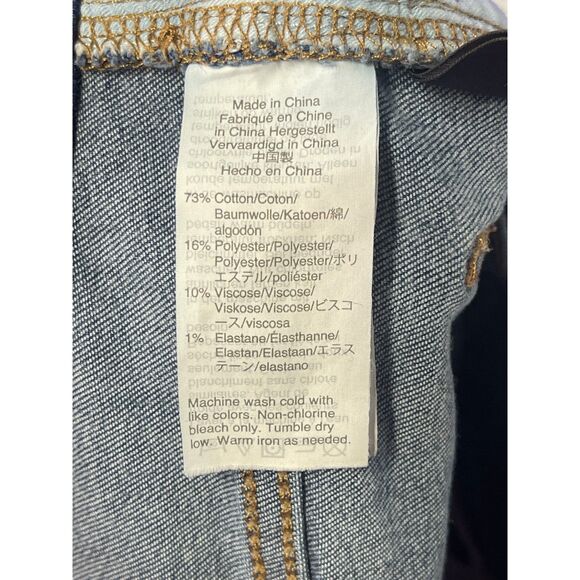 Made in China
Fabriqué en Chine
in China Hergestellt
Vervaardigd in China
中国製
Hecho en China
73% Cotton/Coton/
Baumwolle/Katoen/綿/
algodón
16% Polyester/Polyester/
Polyester/Polyester/ポリ
エステル/poliéster
10% Viscose/Viscose/
Viskose/Viscose/ビスコ
ース/viscosa
1% Elastane/Élasthanne/
Elastan/Elastaan/エラス
テーン/elastano
Machine wash cold with
like colors. Non-chlorine
bleach only. Tumble dry
low. Warm iron as needed.